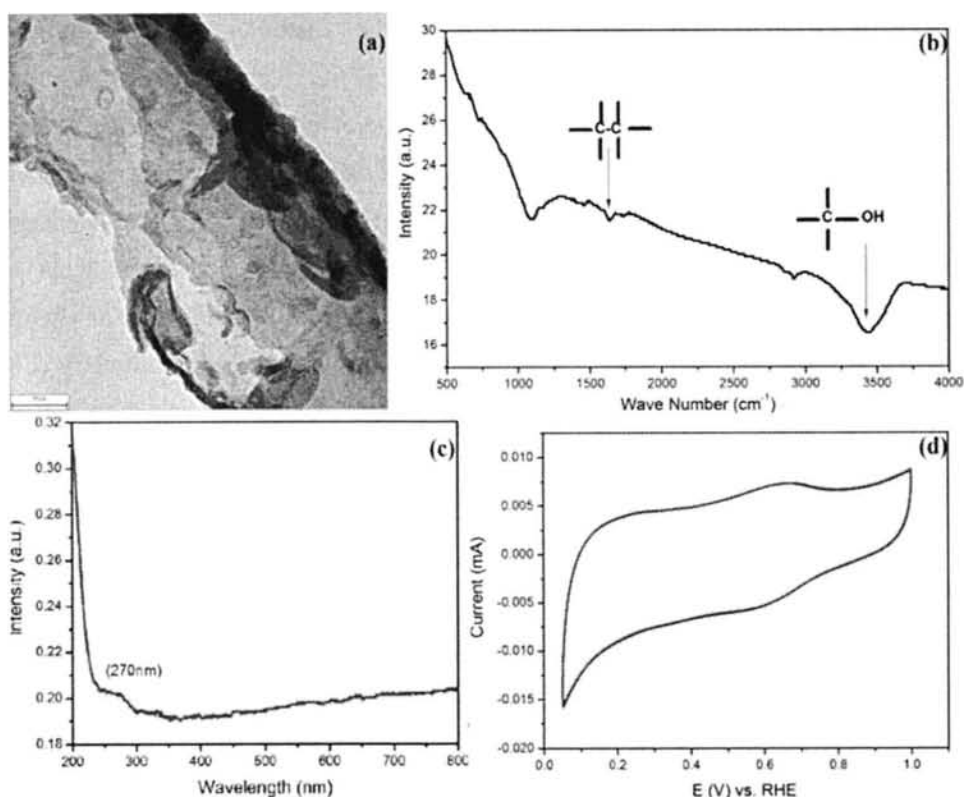 (a)
(b)
Intensity (a.u.)
30
28
26
24
22
20
18
16
C-C
C-OH
500 1000 1500 2000 2500 3000 3500 4000
Wave Number (cm⁻¹)
(c)
Intensity (a.u.)
0.32
0.30
0.28
0.26
0.24
0.22
0.20
0.18
(270nm)
200 300 400 500 600 700 800
Wavelength (nm)
(d)
Current (mA)
0.010
0.005
0.000
-0.005
-0.010
-0.015
-0.020
0.0 0.2 0.4 0.6 0.8 1.0
E (V) vs. RHE